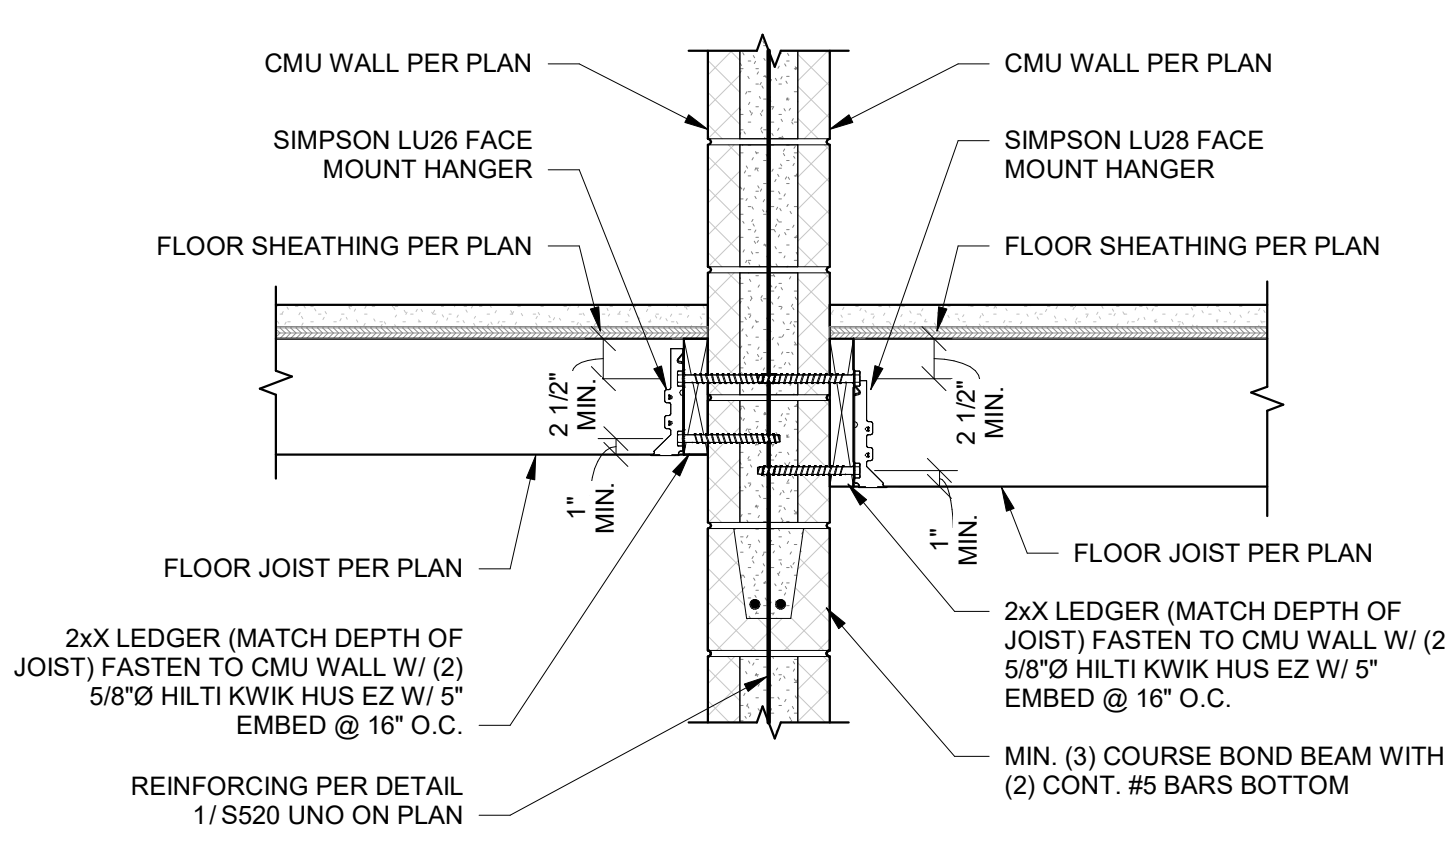 CMU WALL PER PLAN
SIMPSON LU26 FACE
MOUNT HANGER
FLOOR SHEATHING PER PLAN
2 1/2"
MIN.
1"
MIN.
FLOOR JOIST PER PLAN
2xX LEDGER (MATCH DEPTH OF
JOIST) FASTEN TO CMU WALL W/ (2)
5/8"Ø HILTI KWIK HUS EZ W/ 5"
EMBED @ 16" O.C.
REINFORCING PER DETAIL
1/ S520 UNO ON PLAN
CMU WALL PER PLAN
SIMPSON LU28 FACE
MOUNT HANGER
FLOOR SHEATHING PER PLAN
2 1/2"
MIN.
1"
MIN.
FLOOR JOIST PER PLAN
2xX LEDGER (MATCH DEPTH OF
JOIST) FASTEN TO CMU WALL W/ (2
5/8"Ø HILTI KWIK HUS EZ W/ 5"
EMBED @ 16" O.C.
MIN. (3) COURSE BOND BEAM WITH
(2) CONT. #5 BARS BOTTOM